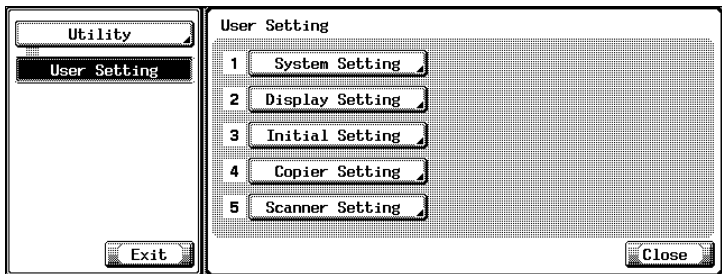 Utility
User Setting
Exit
User Setting
1 System Setting
2 Display Setting
3 Initial Setting
4 Copier Setting
5 Scanner Setting
Close